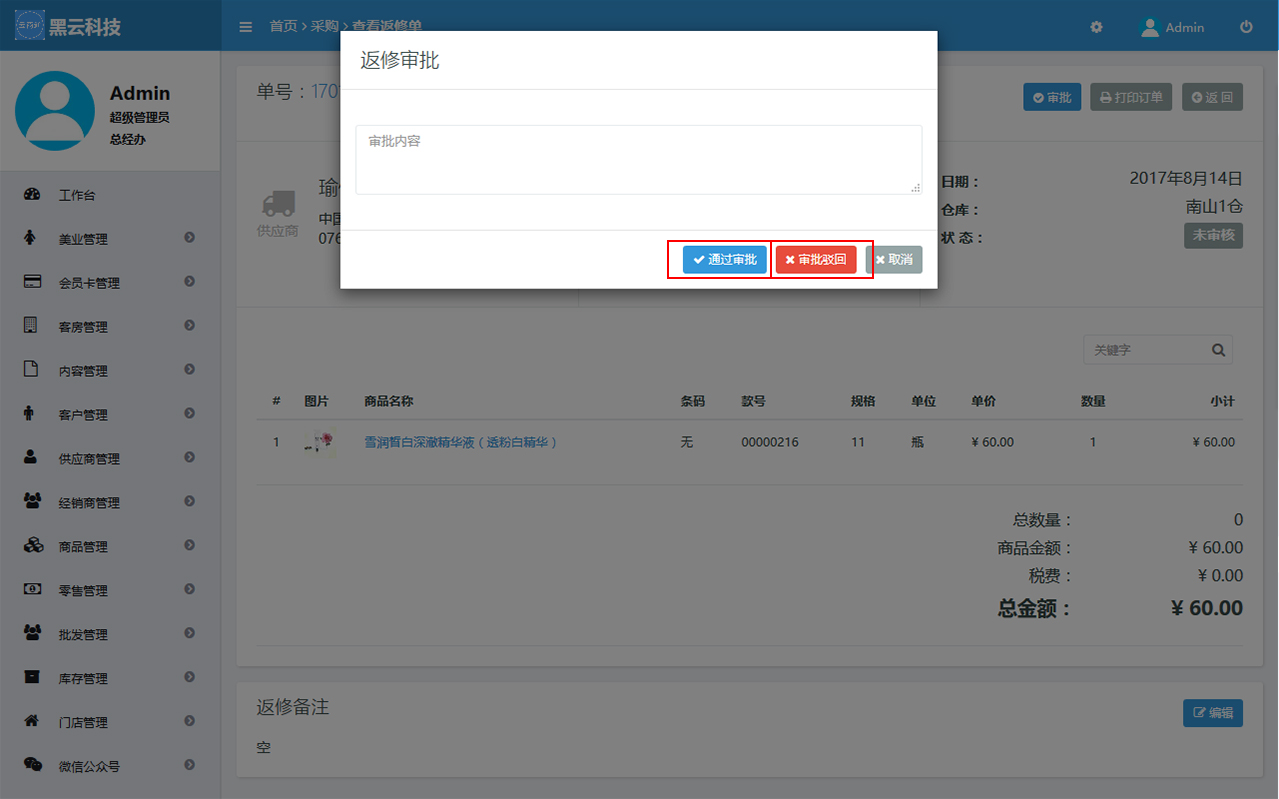 黑云科技
首页 > 采购 > 查看返修单
Admin
Admin
超级管理员
总经办
工作台
美业管理
会员卡管理
客房管理
内容管理
客户管理
供应商管理
经销商管理
商品管理
零售管理
批发管理
库存管理
门店管理
微信公众号
返修审批
审批内容
通过审批
审批驳回
取消
单号：170
审批
打印订单
返 回
供应商
瑜
中国
076
日期：
2017年8月14日
仓库：
南山1仓
状 态：
未审核
关键字
# 图片 商品名称 条码 款号 规格 单位 单价 数量 小计
1 雪润皙白深澈精华液（透粉白精华） 无 00000216 11 瓶 ¥ 60.00 1 ¥ 60.00
总数量： 0
商品金额： ¥ 60.00
税费： ¥ 0.00
总金额： ¥ 60.00
返修备注
编辑
空